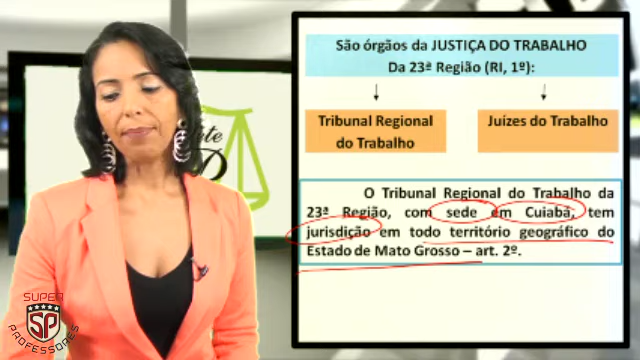 São órgãos da JUSTIÇA DO TRABALHO
Da 23ª Região (RI, 1º):
Tribunal Regional
do Trabalho
Juízes do Trabalho
O Tribunal Regional do Trabalho da
23ª Região, com sede em Cuiabá, tem
jurisdição em todo território geográfico do
Estado de Mato Grosso – art. 2º.
SUPER
SP
PROFESSORES